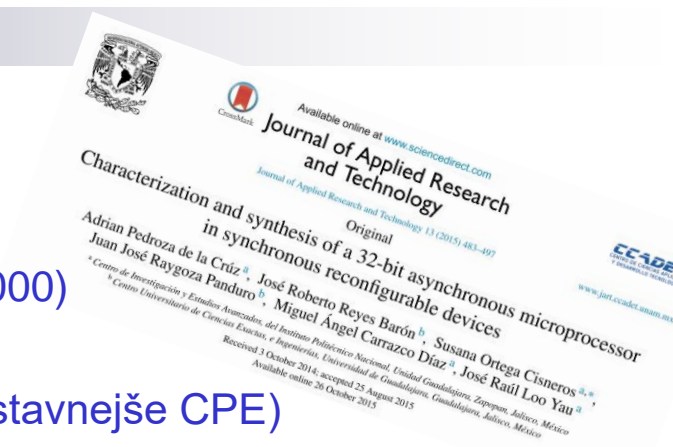 Available online at www.sciencedirect.com
CrossMark
Journal of Applied Research
and Technology
Journal of Applied Research and Technology 13 (2015) 483–497
www.jart.ccadet.unam.mx
Original
Characterization and synthesis of a 32-bit asynchronous microprocessor
in synchronous reconfigurable devices
Adrian Pedroza de la Crúz a, José Roberto Reyes Barón b, Susana Ortega Cisneros a,*,
Juan José Raygoza Panduro b, Miguel Ángel Carrazco Díaz a, José Raúl Loo Yau a
a Centro de Investigación y Estudios Avanzados, del Instituto Politécnico Nacional, Unidad Guadalajara, Zapopan, Jalisco, México
b Centro Universitario de Ciencias Exactas, e Ingenierías, Universidad de Guadalajara, Guadalajara, Jalisco, México
Received 3 October 2014; accepted 25 August 2015
Available online 26 October 2015
000)
stavnejše CPE)